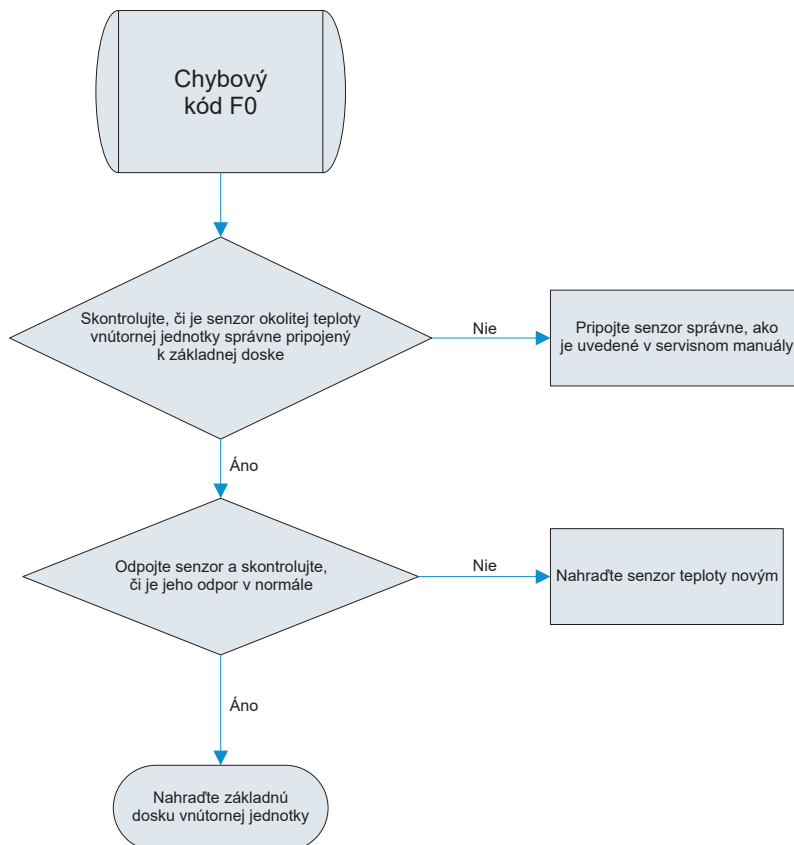 Chybový
kód F0
Skontrolujte, či je senzor okolitej teploty
vnútornej jednotky správne pripojený
k základnej doske
Nie
Pripojte senzor správne, ako
je uvedené v servisnom manuály
Áno
Odpojte senzor a skontrolujte,
či je jeho odpor v normále
Nie
Nahraďte senzor teploty novým
Áno
Nahraďte základnú
dosku vnútornej jednotky